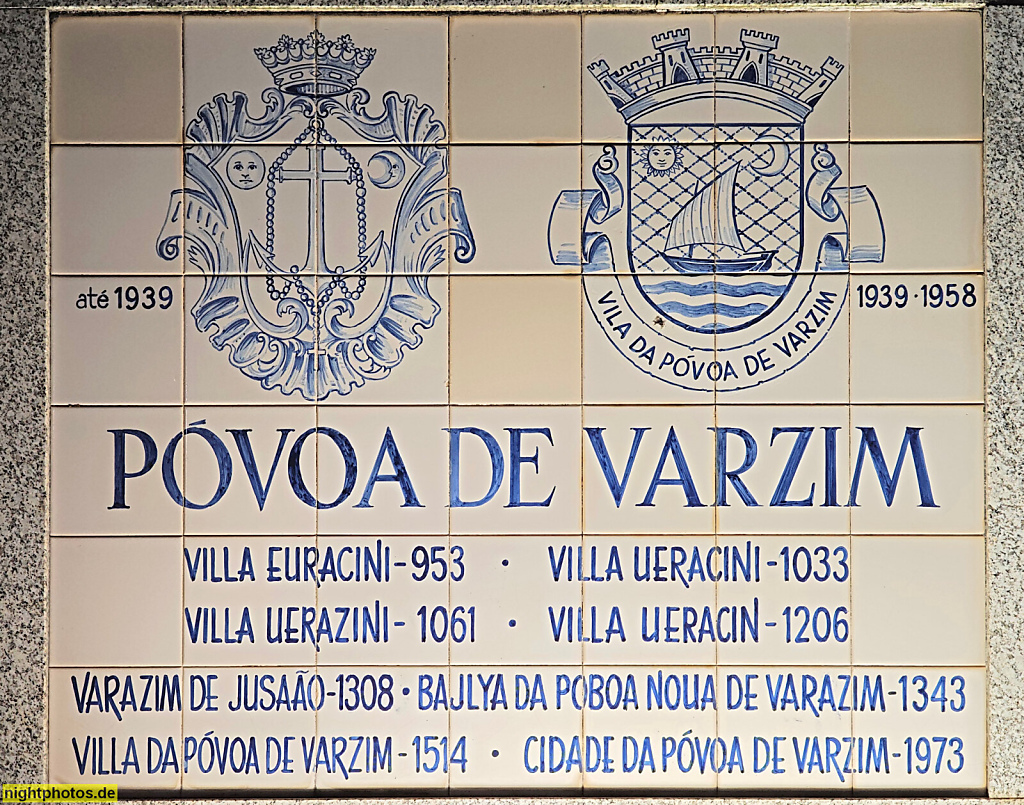 até 1939
VILA DA PÓVOA DE VARZIM
1939·1958
PÓVOA DE VARZIM
VILLA EURACINI-953 · VILLA UERACINI-1033
VILLA UERAZINI-1061 · VILLA UERACIN-1206
VARAZIM DE JUSAÃO-1308·BAJLYA DA POBOA NOUA DE VARAZIM-1343
VILLA DA PÓVOA DE VARZIM-1514 · CIDADE DA PÓVOA DE VARZIM-1973
nightphotos.de